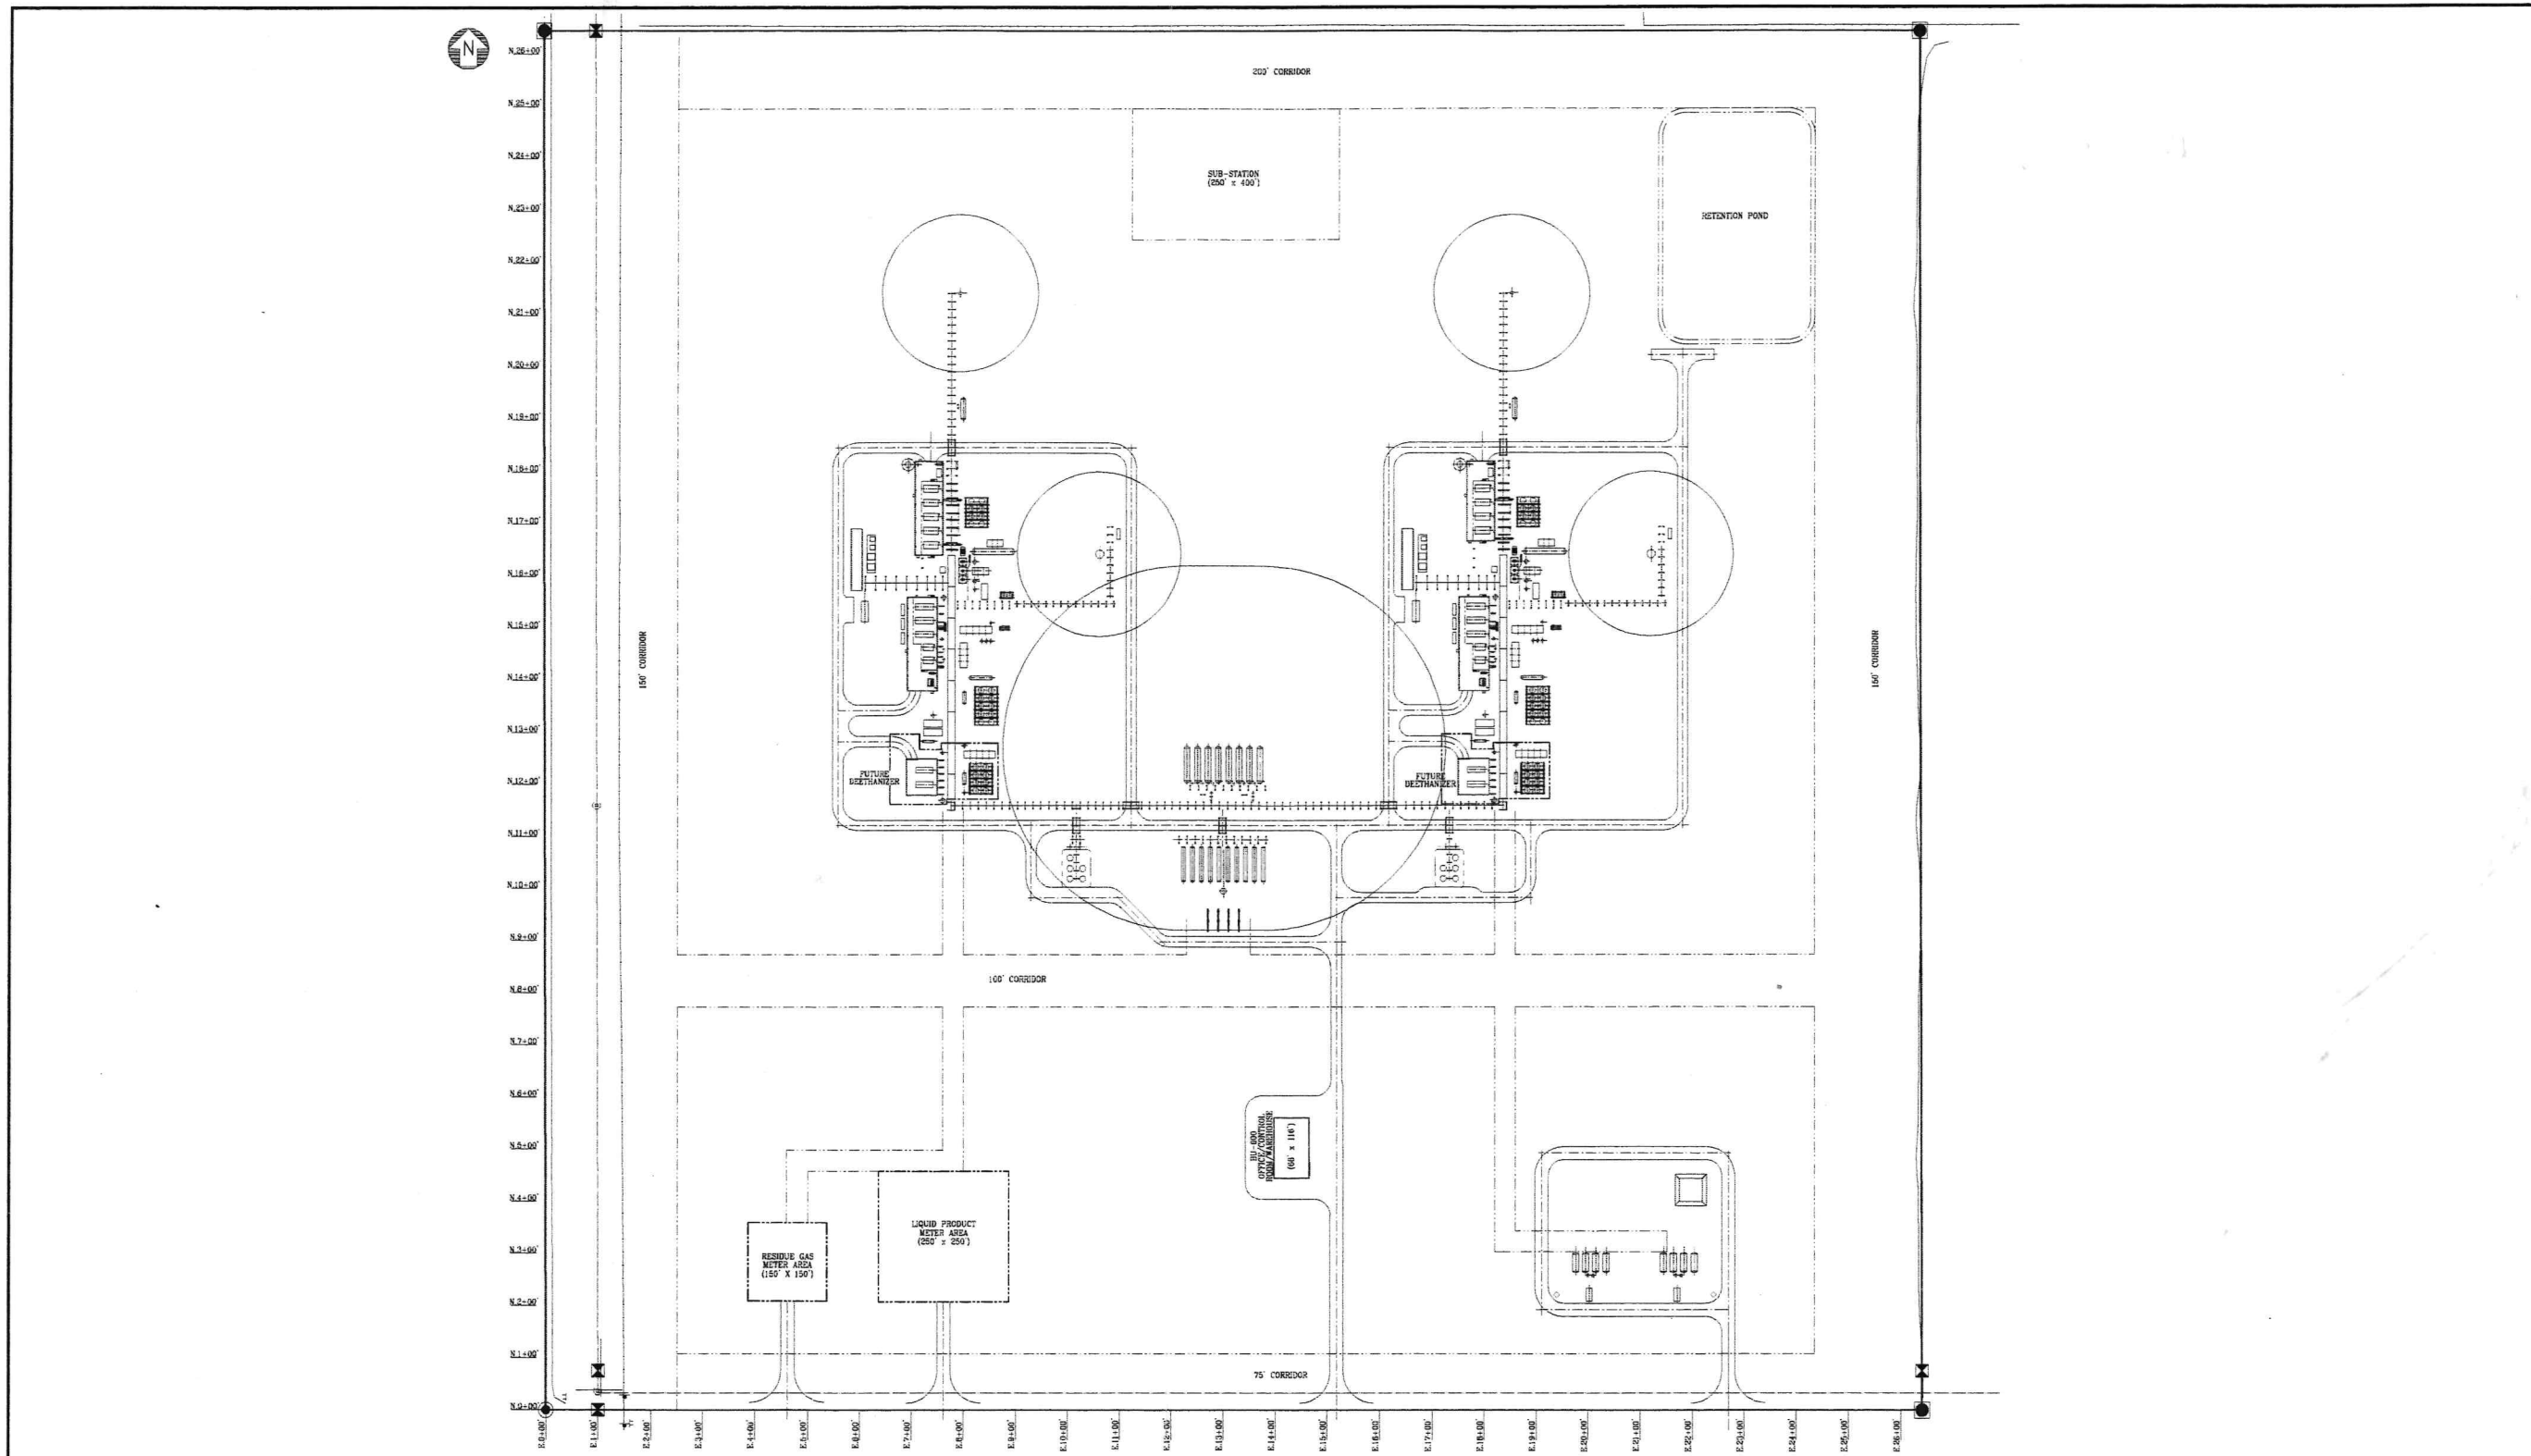 N
N.26+00'
200' CORRIDOR
N.25+00'
N.24+00'
SUB-STATION
(250' x 400')
N.23+00'
RETENTION POND
N.22+00'
N.21+00'
N.20+00'
N.19+00'
N.18+00'
N.17+00'
N.16+00'
N.15+00'
150' CORRIDOR
150' CORRIDOR
N.14+00'
N.13+00'
N.12+00'
FUTURE
DEETHANIZER
FUTURE
DEETHANIZER
N.11+00'
N.10+00'
N.9+00'
100' CORRIDOR
N.8+00'
N.7+00'
N.6+00'
BU-600
OFFICE/CONTROL
ROOM/WAREHOUSE
(60' x 116')
N.5+00'
N.4+00'
LIQUID PRODUCT
METER AREA
(250' x 250')
N.3+00'
RESIDUE GAS
METER AREA
(150' X 150')
N.2+00'
N.1+00'
75' CORRIDOR
N.0+00'
E.0+00'
E.1+00'
E.2+00'
E.3+00'
E.4+00'
E.5+00'
E.6+00'
E.7+00'
E.8+00'
E.9+00'
E.10+00'
E.11+00'
E.12+00'
E.13+00'
E.14+00'
E.15+00'
E.16+00'
E.17+00'
E.18+00'
E.19+00'
E.20+00'
E.21+00'
E.22+00'
E.23+00'
E.24+00'
E.25+00'
E.26+00'